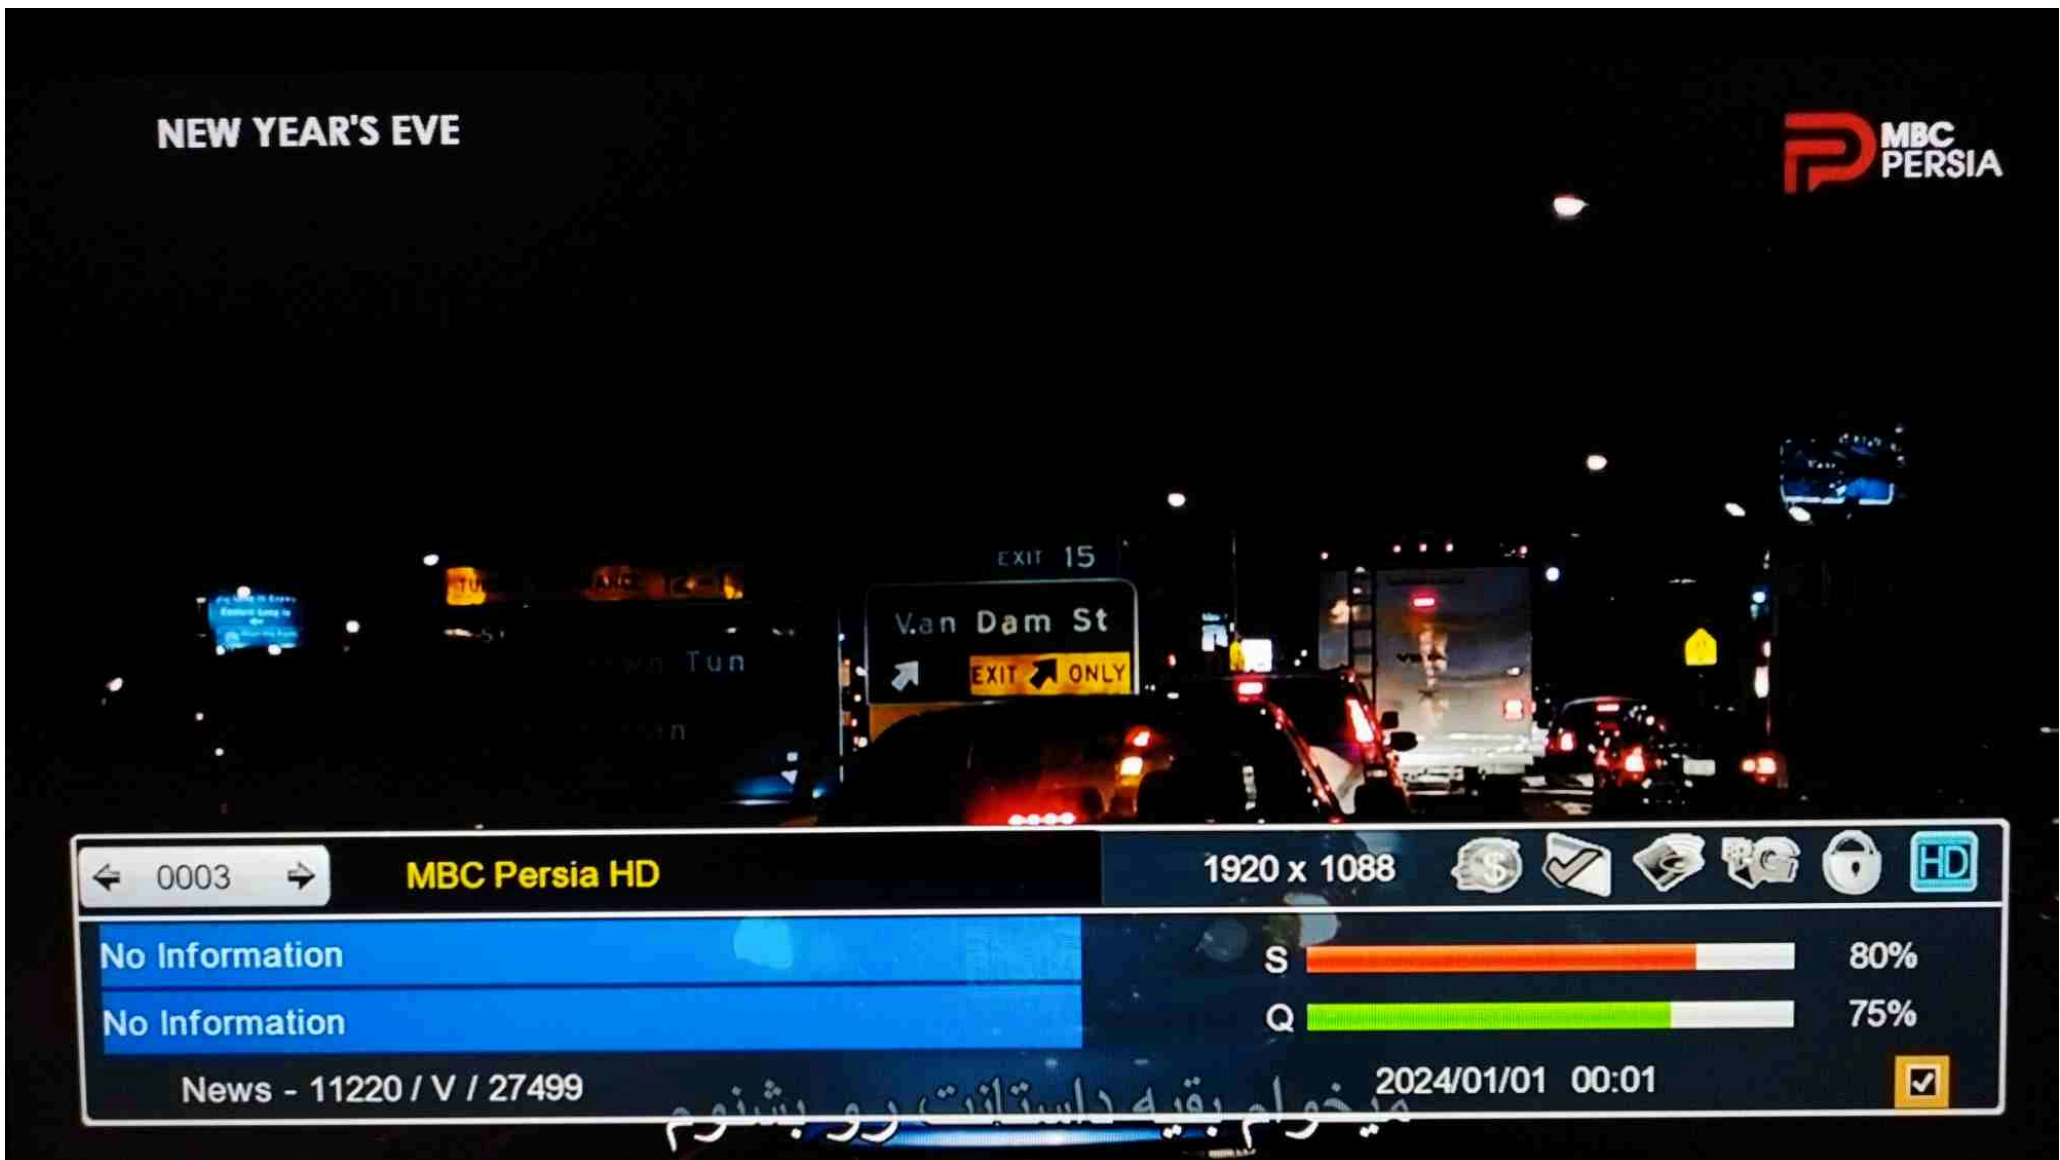 NEW YEAR'S EVE
MBC
PERSIA
EXIT 15
Van Dam St
EXIT ONLY
Tun
0003
MBC Persia HD
1920 x 1088
HD
No Information
S
80%
No Information
Q
75%
News - 11220 / V / 27499
2024/01/01 00:01
میخوام بقیه داستانت رو بشنوم